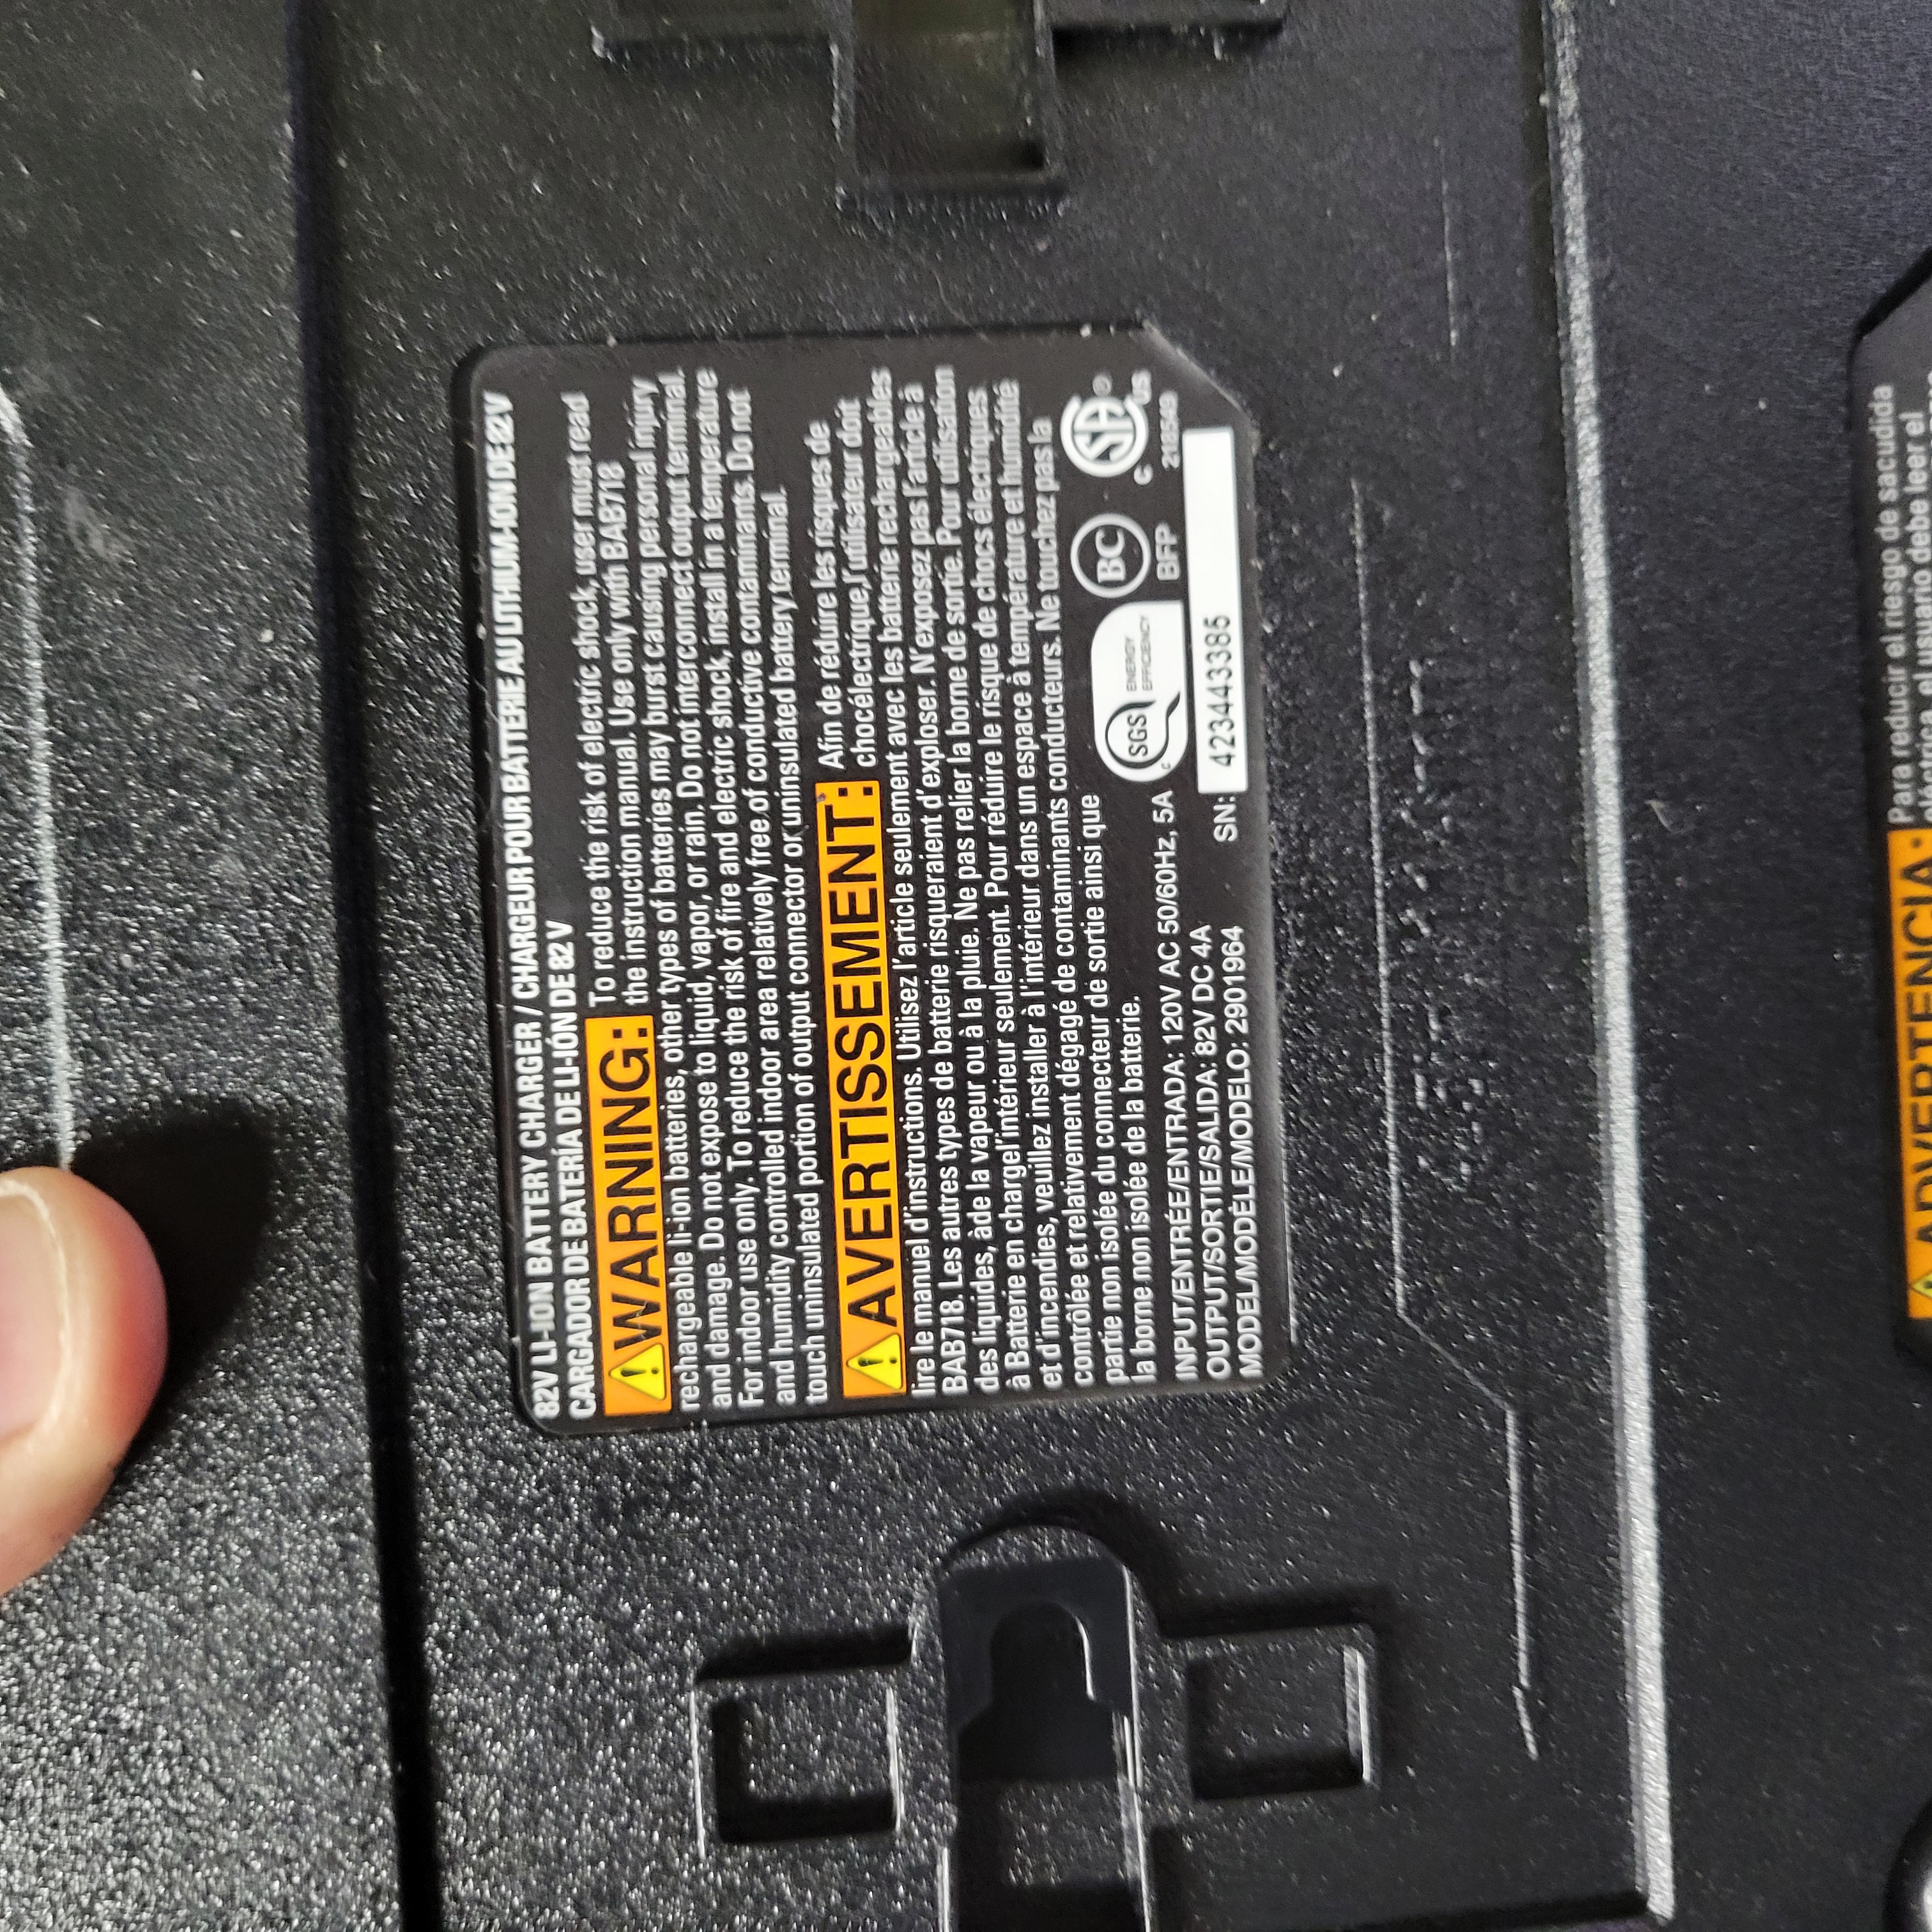 82V LI-ION BATTERY CHARGER / CHARGEUR POUR BATTERIE AU LITHIUM-ION DE 82V
CARGADOR DE BATERÍA DE LI-IÓN DE 82 V
WARNING: To reduce the risk of electric shock, user must read
the instruction manual. Use only with BAB718
rechargeable li-ion batteries, other types of batteries may burst causing personal injury
and damage. Do not expose to liquid, vapor, or rain. Do not interconnect output terminal.
For indoor use only. To reduce the risk of fire and electric shock, install in a temperature
and humidity controlled indoor area relatively free of conductive contaminants. Do not
touch uninsulated portion of output connector or uninsulated battery terminal.
AVERTISSEMENT: Afin de réduire les risques de
chocélectrique,l'utilisateur doit
lire le manuel d'instructions. Utilisez l'article seulement avec les batterie rechargeables
BAB718. Les autres types de batterie risqueraient d'exploser. N'exposez pas l'article à
des liquides, àde la vapeur ou à la pluie. Ne pas relier la borne de sortie. Pour utilisation
à Batterie en chargel'intérieur seulement. Pour réduire le risque de chocs électriques
et d'incendies, veuillez installer à l'intérieur dans un espace à température et humidité
contrôlée et relativement dégagé de contaminants conducteurs. Ne touchez pas la
partie non isolée du connecteur de sortie ainsi que
la borne non isolée de la batterie.
INPUT/ENTRÉE/ENTRADA: 120V AC 50/60Hz, 5A
OUTPUT/SORTIE/SALIDA: 82V DC 4A
MODEL/MODÈLE/MODELO: 2901964
SN: 4234443385
c SGS ENERGY
EFFICIENCY
BC
BFP
C SA ® US
218549
ADVERTENCIA: Para reducir el riesgo de sacudida
el usuario debe leer el